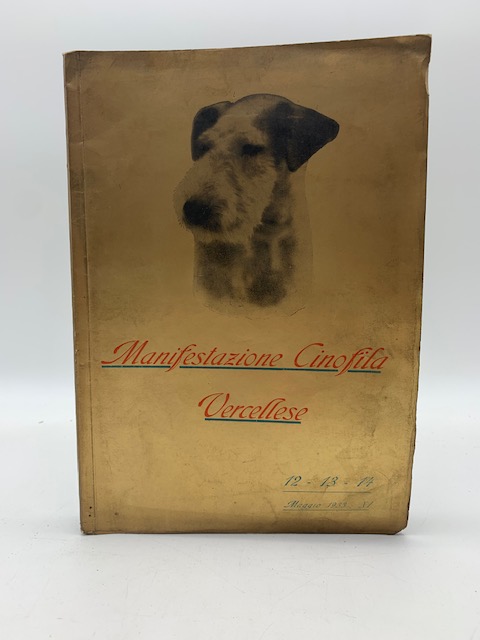 Manifestazione Cinofila
Vercellese
12 - 13 - 14
Maggio 1933 - XI